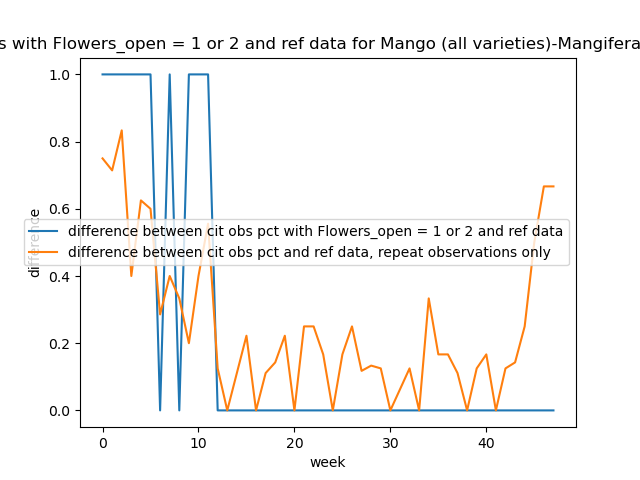 s with Flowers_open = 1 or 2 and ref data for Mango (all varieties)-Mangifera
1.0
0.8
0.6
0.4
0.2
0.0
difference
difference between cit obs pct with Flowers_open = 1 or 2 and ref data
difference between cit obs pct and ref data, repeat observations only
0 10 20 30 40
week